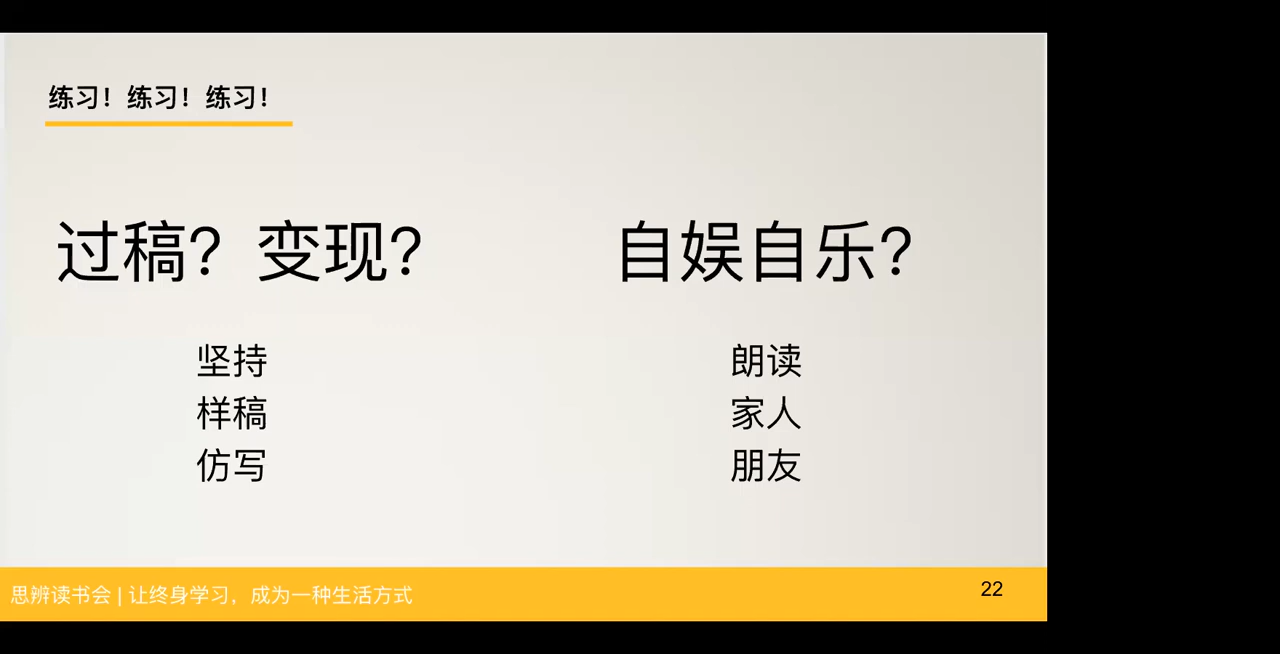 练习！练习！练习！
过稿？变现？
坚持
样稿
仿写
自娱自乐？
朗读
家人
朋友
思辨读书会 | 让终身学习，成为一种生活方式
22